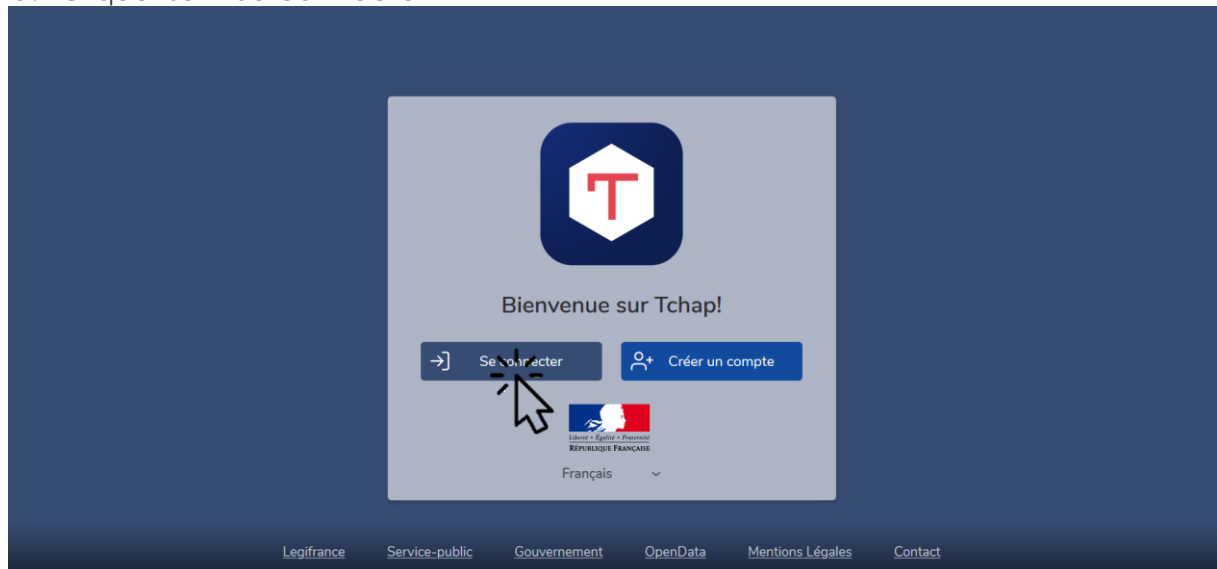 Bienvenue sur Tchap!
Se connecter
Créer un compte
Liberté • Égalité • Fraternité
RÉPUBLIQUE FRANÇAISE
Français
Legifrance Service-public Gouvernement OpenData Mentions Légales Contact